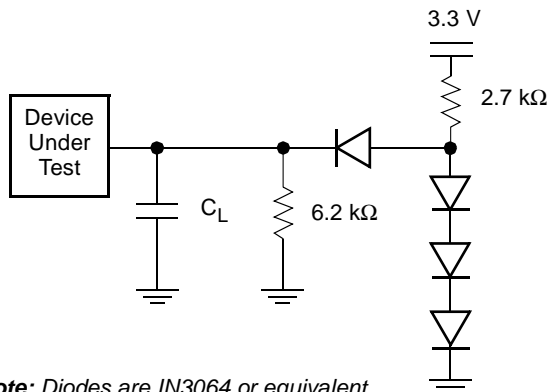 3.3 V
2.7 kΩ
Device
Under
Test
C_L
6.2 kΩ
ote: Diodes are IN3064 or equivalent